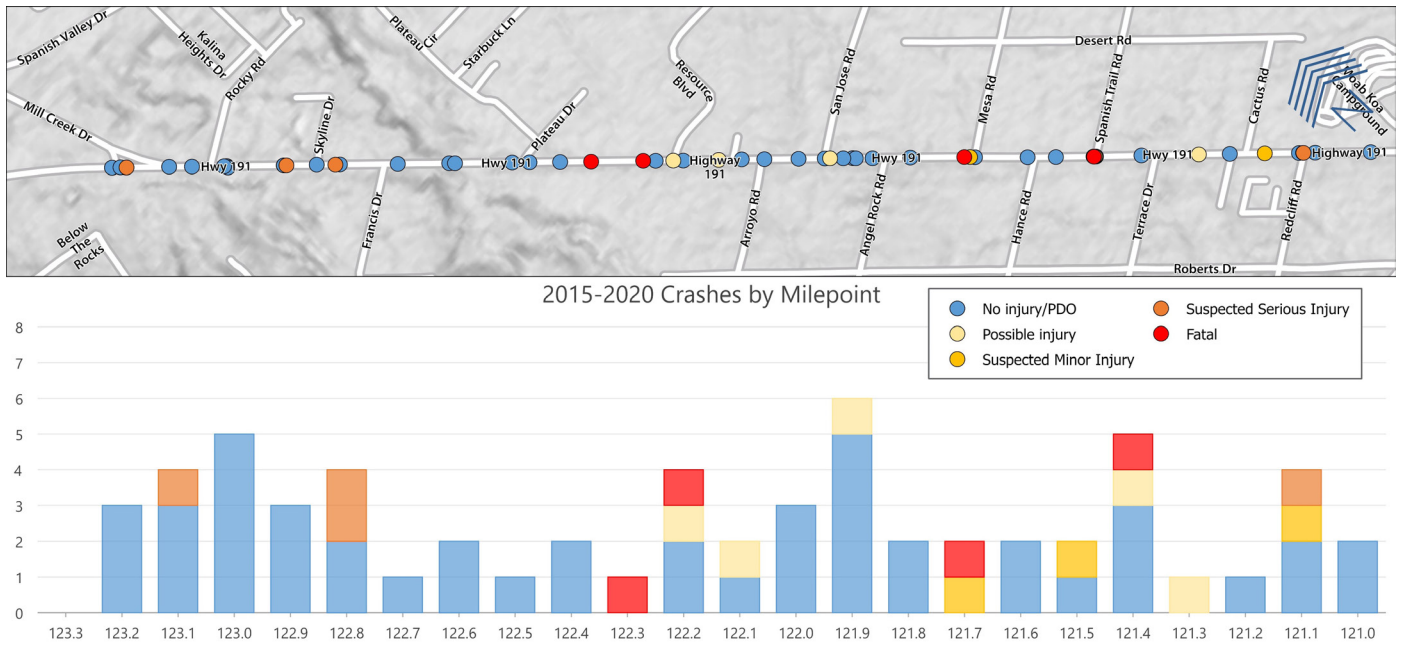 Spanish Valley Dr
Kalina
Heights Dr
Rocky Rd
Mill Creek Dr
Skyline Dr
Plateau
Cir
Starbuck Ln
Plateau Dr
Resource
Blvd
San Jose Rd
Mesa Rd
Desert Rd
Spanish Trail Rd
Cactus Rd
Moab Koa
Campground
Hwy 191
Hwy 191
Highway
191
Hwy 191
Hwy 191
Highway 191
Below
The
Rocks
Francis Dr
Arroyo Rd
Angel Rock Rd
Hance Rd
Terrace Dr
Redcliff Rd
Roberts Dr
2015-2020 Crashes by Milepoint
No injury/PDO
Possible injury
Suspected Minor Injury
Suspected Serious Injury
Fatal
8
7
6
5
4
3
2
1
0
123.3 123.2 123.1 123.0 122.9 122.8 122.7 122.6 122.5 122.4 122.3 122.2 122.1 122.0 121.9 121.8 121.7 121.6 121.5 121.4 121.3 121.2 121.1 121.0